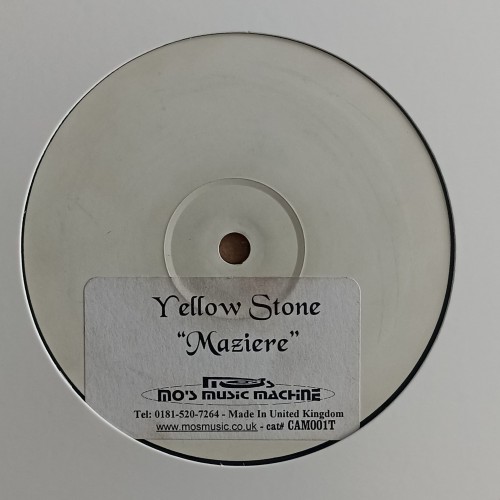 Yellow Stone
“Maziere”
Mo's
MO'S MUSIC MACHINE
Tel: 0181-520-7264 - Made In United Kingdom
www.mosmusic.co.uk - cat# CAM001T